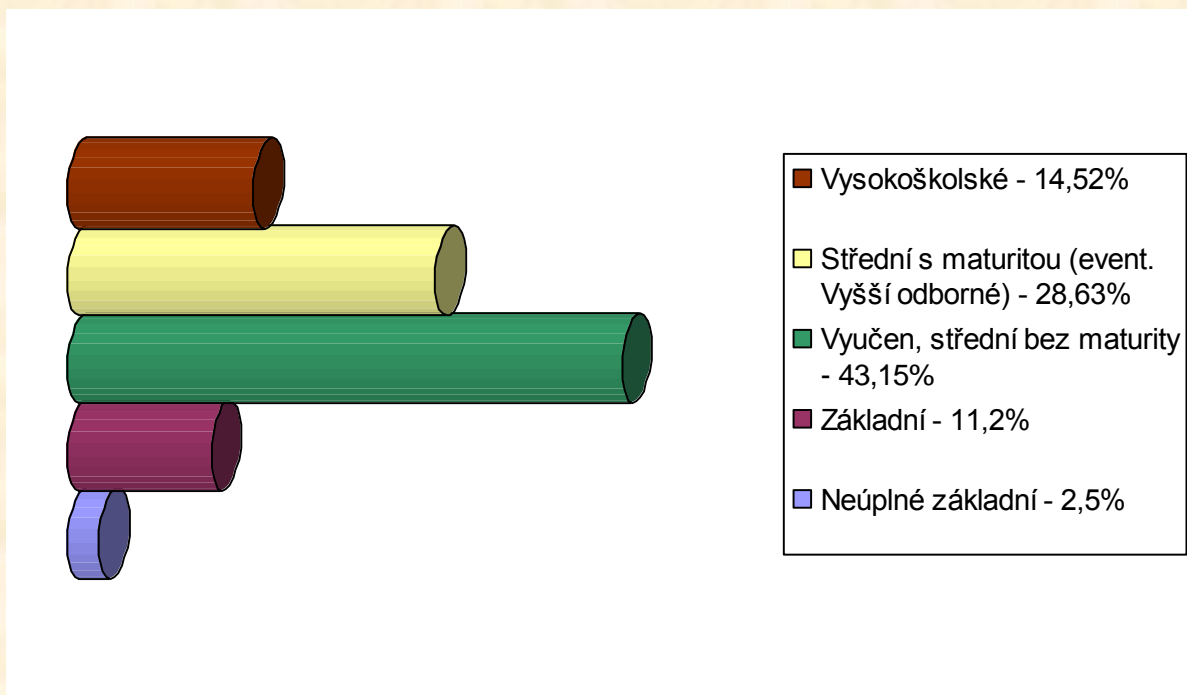 Vysokoškolské - 14,52%
Střední s maturitou (event.
Vyšší odborné) - 28,63%
Vyučen, střední bez maturity
- 43,15%
Základní - 11,2%
Neúplné základní - 2,5%